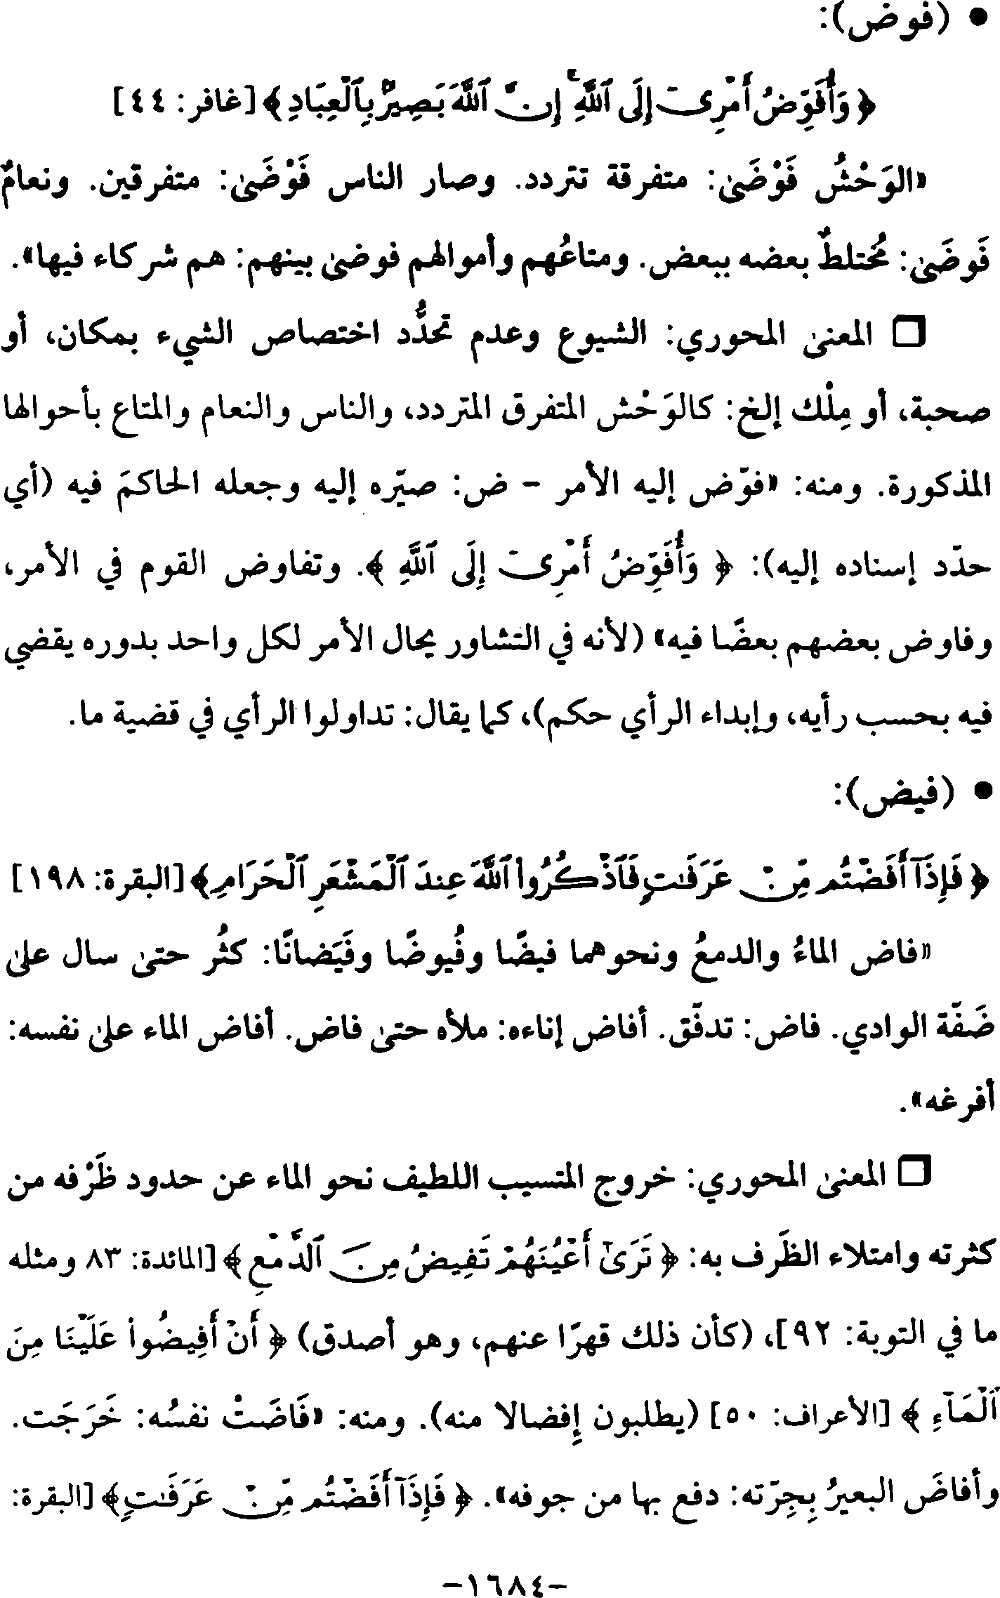 • (فوض):
﴿ وَأُفَوِّضُ أَمْرِىٓ إِلَى ٱللَّهِ ۚ إِنَّ ٱللَّهَ بَصِيرٌۢ بِٱلْعِبَادِ ﴾ [غافر: ٤٤]
«الوَحْشُ فَوْضَىٰ: متفرقة تتردد. وصار الناس فَوْضَىٰ: متفرقين. ونعامٌ
فَوضَىٰ: مُختلطٌ بعضه ببعض. ومتاعُهم وأموالهم فوضىٰ بينهم: هم شركاء فيها».
❒ المعنىٰ المحوري: الشيوع وعدم تحدُّد اختصاص الشيء بمكان، أو
صحبة، أو مِلْك إلخ: كالوَحْش المتفرق المتردد، والناس والنعام والمتاع بأحوالها
المذكورة. ومنه: «فوّض إليه الأمر - ض: صيّره إليه وجعله الحاكمَ فيه (أي
حدّد إسناده إليه): ﴿ وَأُفَوِّضُ أَمْرِىٓ إِلَى ٱللَّهِ ﴾. وتفاوض القوم في الأمر،
وفاوض بعضهم بعضًا فيه» (لأنه في التشاور يحال الأمر لكل واحد بدوره يقضي
فيه بحسب رأيه، وإبداء الرأي حكم)، كما يقال: تداولوا الرأي في قضية ما.
• (فيض):
﴿ فَإِذَآ أَفَضْتُم مِّنْ عَرَفَٰتٍ فَٱذْكُرُوا۟ ٱللَّهَ عِندَ ٱلْمَشْعَرِ ٱلْحَرَامِ ﴾ [البقرة: ١٩٨]
«فاض الماءُ والدمعُ ونحوهما فيضًا وفُيوضًا وفَيَضانًا: كثُر حتىٰ سال علىٰ
ضَفّة الوادي. فاض: تدفّق. أفاض إناءه: ملأه حتىٰ فاض. أفاض الماء علىٰ نفسه:
أفرغه».
❒ المعنىٰ المحوري: خروج المتسيب اللطيف نحو الماء عن حدود ظَرْفه من
كثرته وامتلاء الظَرف به: ﴿ تَرَىٰٓ أَعْيُنَهُمْ تَفِيضُ مِنَ ٱلدَّمْعِ ﴾ [المائدة: ٨٣ ومثله
ما في التوبة: ٩٢]، (كأن ذلك قهرًا عنهم، وهو أصدق) ﴿ أَنْ أَفِيضُوا۟ عَلَيْنَا مِنَ
ٱلْمَآءِ ﴾ [الأعراف: ٥٠] (يطلبون إفضالا منه). ومنه: «فَاضَتْ نفسُه: خَرَجَت.
وأفاضَ البعيرُ بِجِرّته: دفع بها من جوفه». ﴿ فَإِذَآ أَفَضْتُم مِّنْ عَرَفَٰتٍ ﴾ [البقرة:
-١٦٨٤-